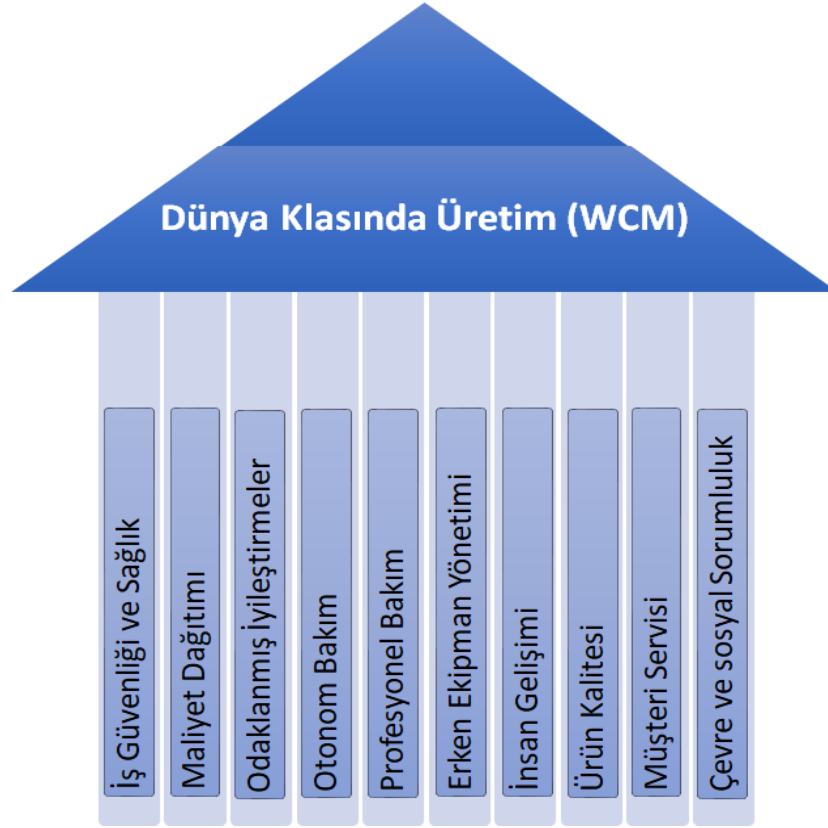 Dünya Klasında Üretim (WCM)
İş Güvenliği ve Sağlık
Maliyet Dağıtımı
Odaklanmış İyileştirmeler
Otonom Bakım
Profesyonel Bakım
Erken Ekipman Yönetimi
İnsan Gelişimi
Ürün Kalitesi
Müşteri Servisi
Çevre ve sosyal Sorumluluk